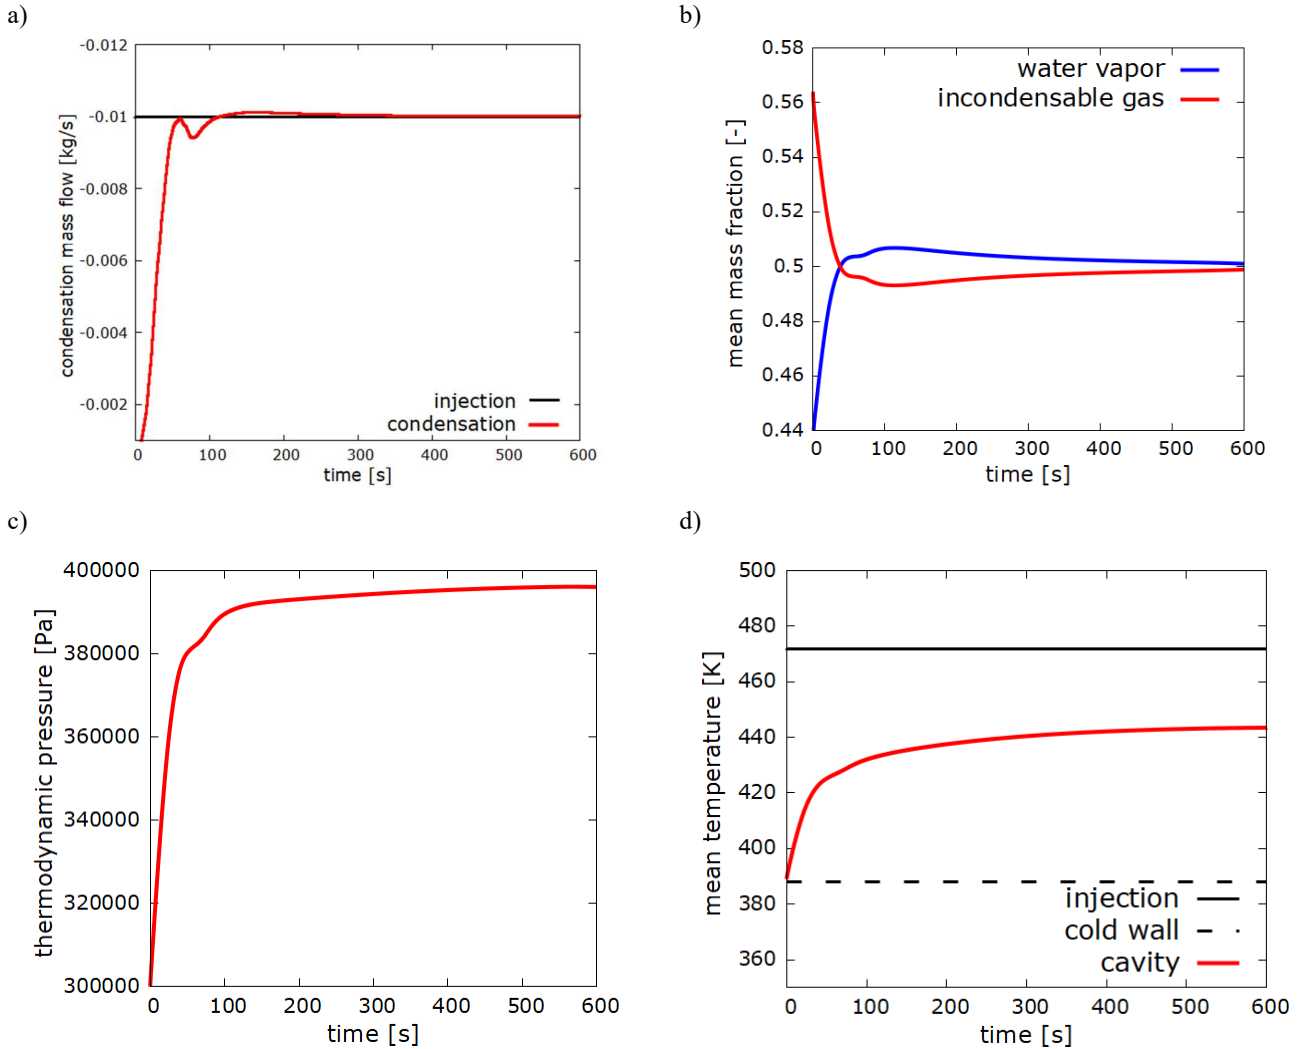 a)
-0.012
-0.01
-0.008
-0.006
-0.004
-0.002
condensation mass flow [kg/s]
injection
condensation
0 100 200 300 400 500 600
time [s]
b)
0.58
0.56
0.54
0.52
0.5
0.48
0.46
0.44
mean mass fraction [-]
water vapor
incondensable gas
0 100 200 300 400 500 600
time [s]
c)
400000
380000
360000
340000
320000
300000
thermodynamic pressure [Pa]
0 100 200 300 400 500 600
time [s]
d)
500
480
460
440
420
400
380
360
mean temperature [K]
injection
cold wall
cavity
0 100 200 300 400 500 600
time [s]